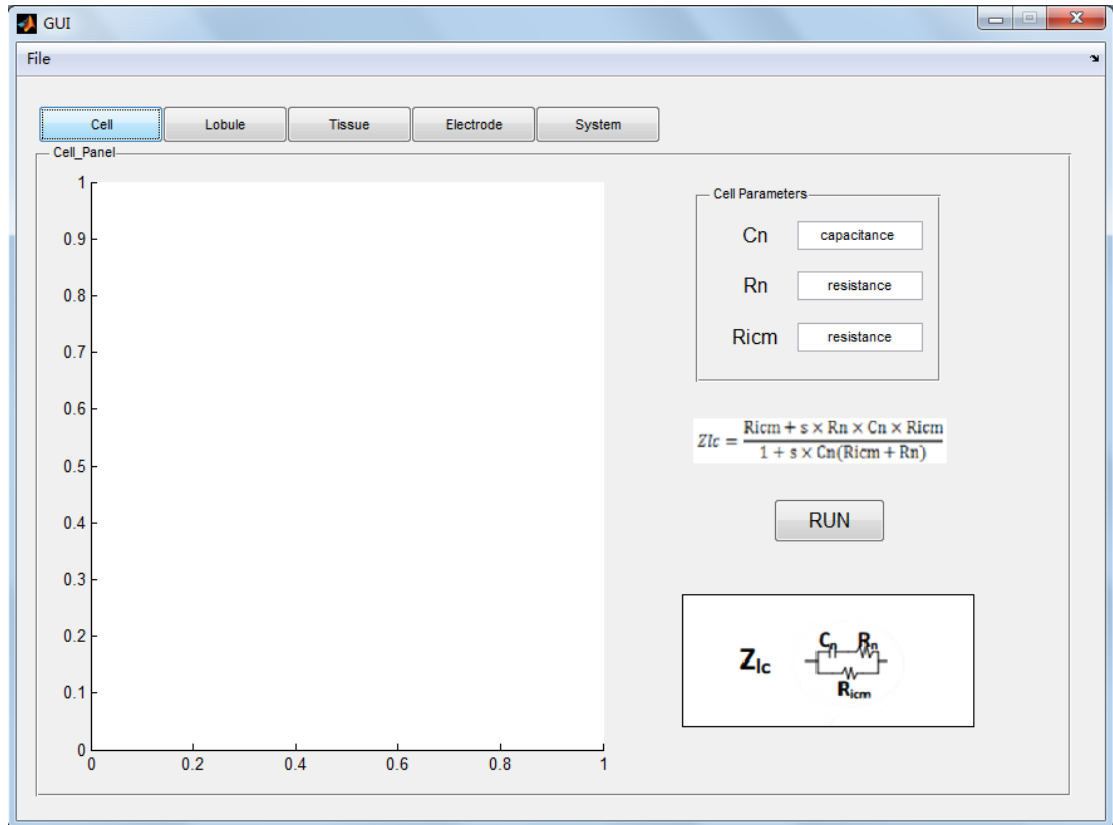 GUI
File
Cell Lobule Tissue Electrode System
Cell_Panel
1
0.9
0.8
0.7
0.6
0.5
0.4
0.3
0.2
0.1
0
0 0.2 0.4 0.6 0.8 1
Cell Parameters
Cn capacitance
Rn resistance
Ricm resistance
Zlc = (Ricm + s × Rn × Cn × Ricm) / (1 + s × Cn(Ricm + Rn))
RUN
Cn Rn
Zlc
Ricm